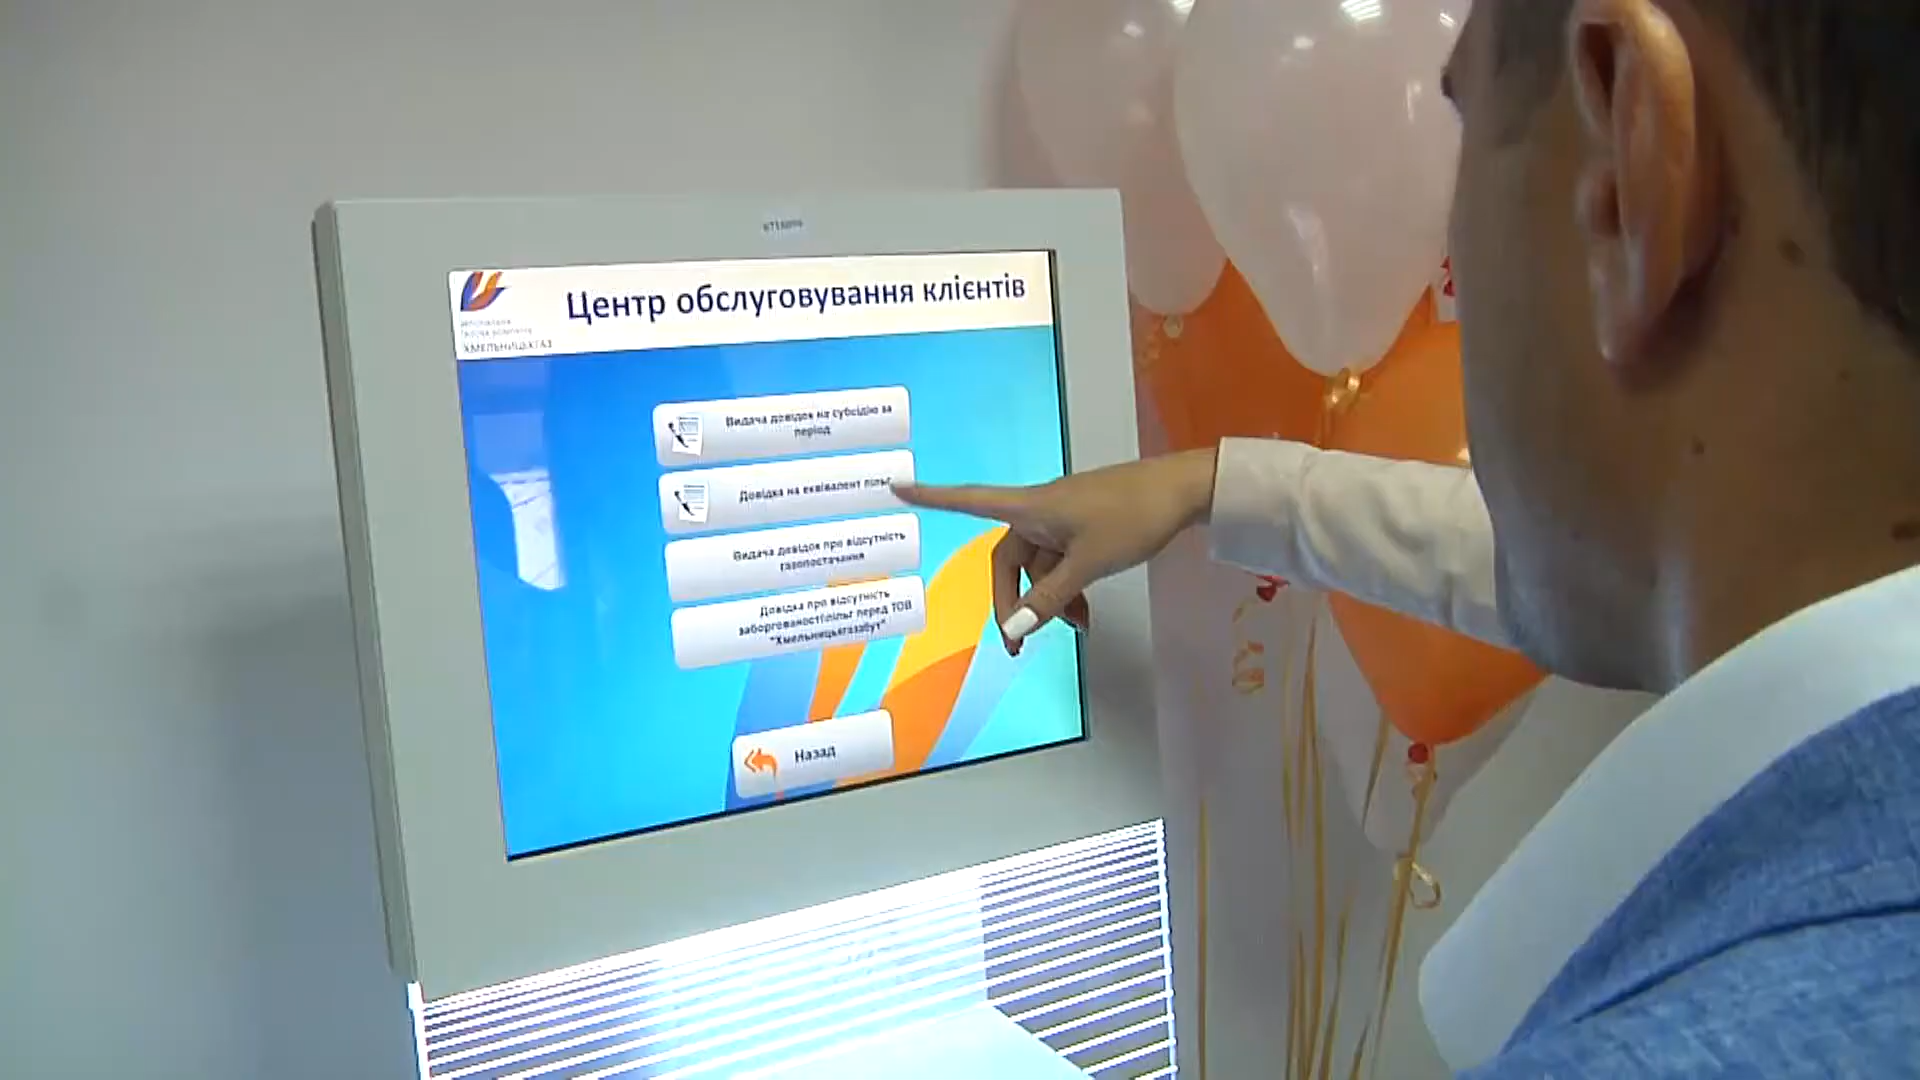 Центр обслуговування клієнтів
ХМЕЛЬНИЦЬКГАЗ
Видача довідок на субсидію за
період
Довідка на еквівалент пільг
Видача довідок про відсутність
газопостачання
Довідка про відсутність
заборгованості/пільг перед ТОВ
"Хмельницькгаззбут"
Назад